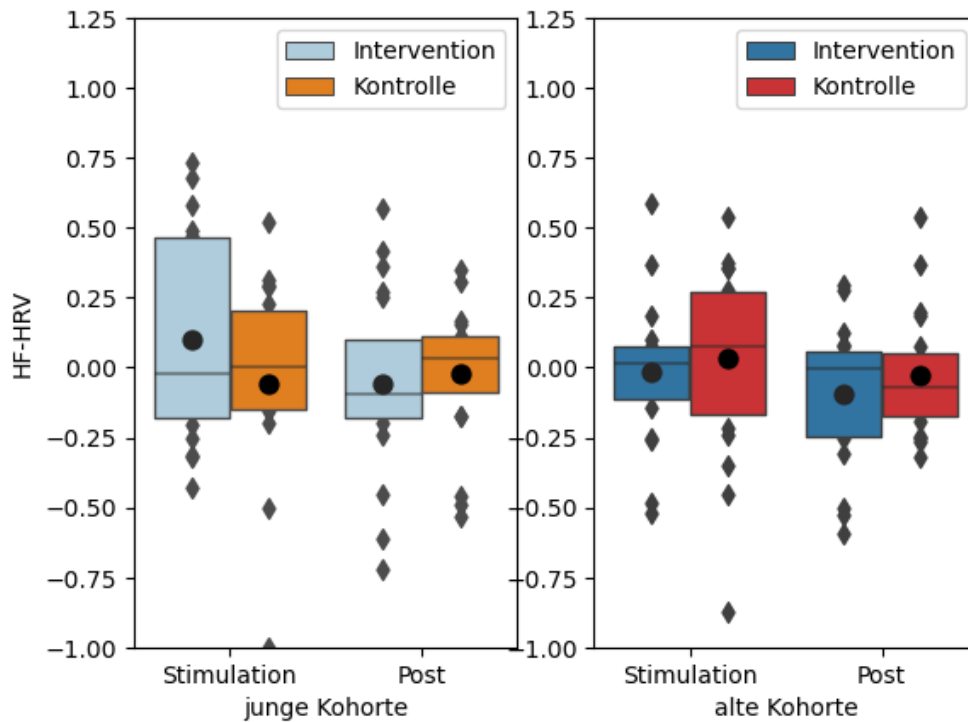 1.25
1.00
0.75
0.50
0.25
0.00
−0.25
−0.50
−0.75
−1.00
HF-HRV
Intervention
Kontrolle
Stimulation Post
junge Kohorte
1.25
1.00
0.75
0.50
0.25
0.00
−0.25
−0.50
−0.75
−1.00
Intervention
Kontrolle
Stimulation Post
alte Kohorte